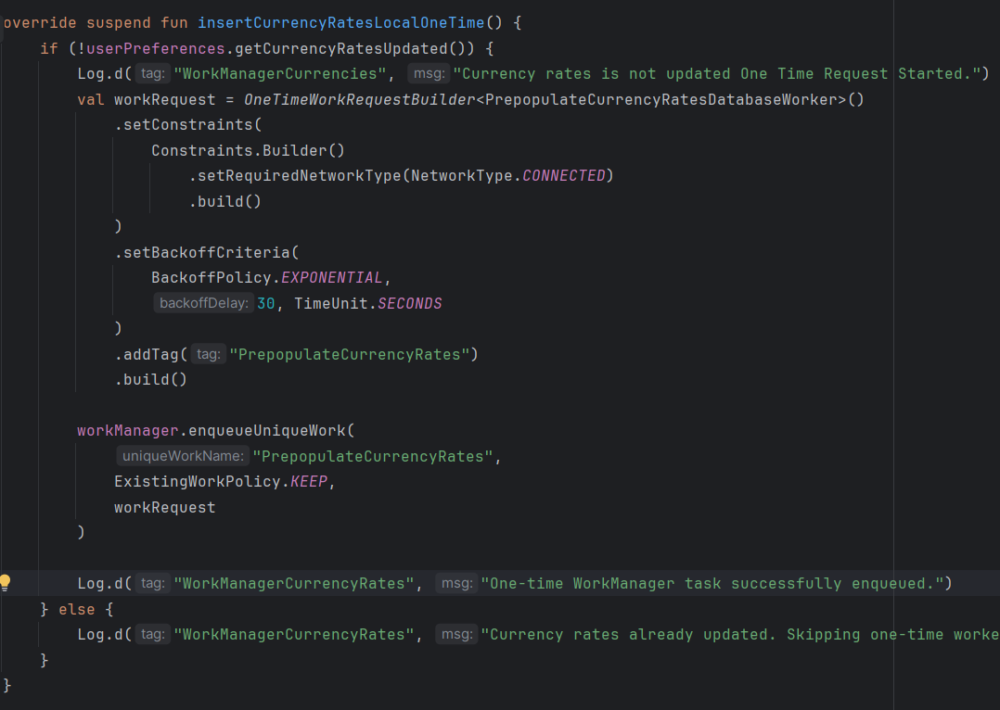 override suspend fun insertCurrencyRatesLocalOneTime() {
    if (!userPreferences.getCurrencyRatesUpdated()) {
        Log.d( tag: "WorkManagerCurrencies", msg: "Currency rates is not updated One Time Request Started.")
        val workRequest = OneTimeWorkRequestBuilder<PrepopulateCurrencyRatesDatabaseWorker>()
            .setConstraints(
                Constraints.Builder()
                    .setRequiredNetworkType(NetworkType.CONNECTED)
                    .build()
            )
            .setBackoffCriteria(
                BackoffPolicy.EXPONENTIAL,
                backoffDelay: 30, TimeUnit.SECONDS
            )
            .addTag( tag: "PrepopulateCurrencyRates")
            .build()

        workManager.enqueueUniqueWork(
            uniqueWorkName: "PrepopulateCurrencyRates",
            ExistingWorkPolicy.KEEP,
            workRequest
        )

        Log.d( tag: "WorkManagerCurrencyRates", msg: "One-time WorkManager task successfully enqueued.")
    } else {
        Log.d( tag: "WorkManagerCurrencyRates", msg: "Currency rates already updated. Skipping one-time worke
    }
}